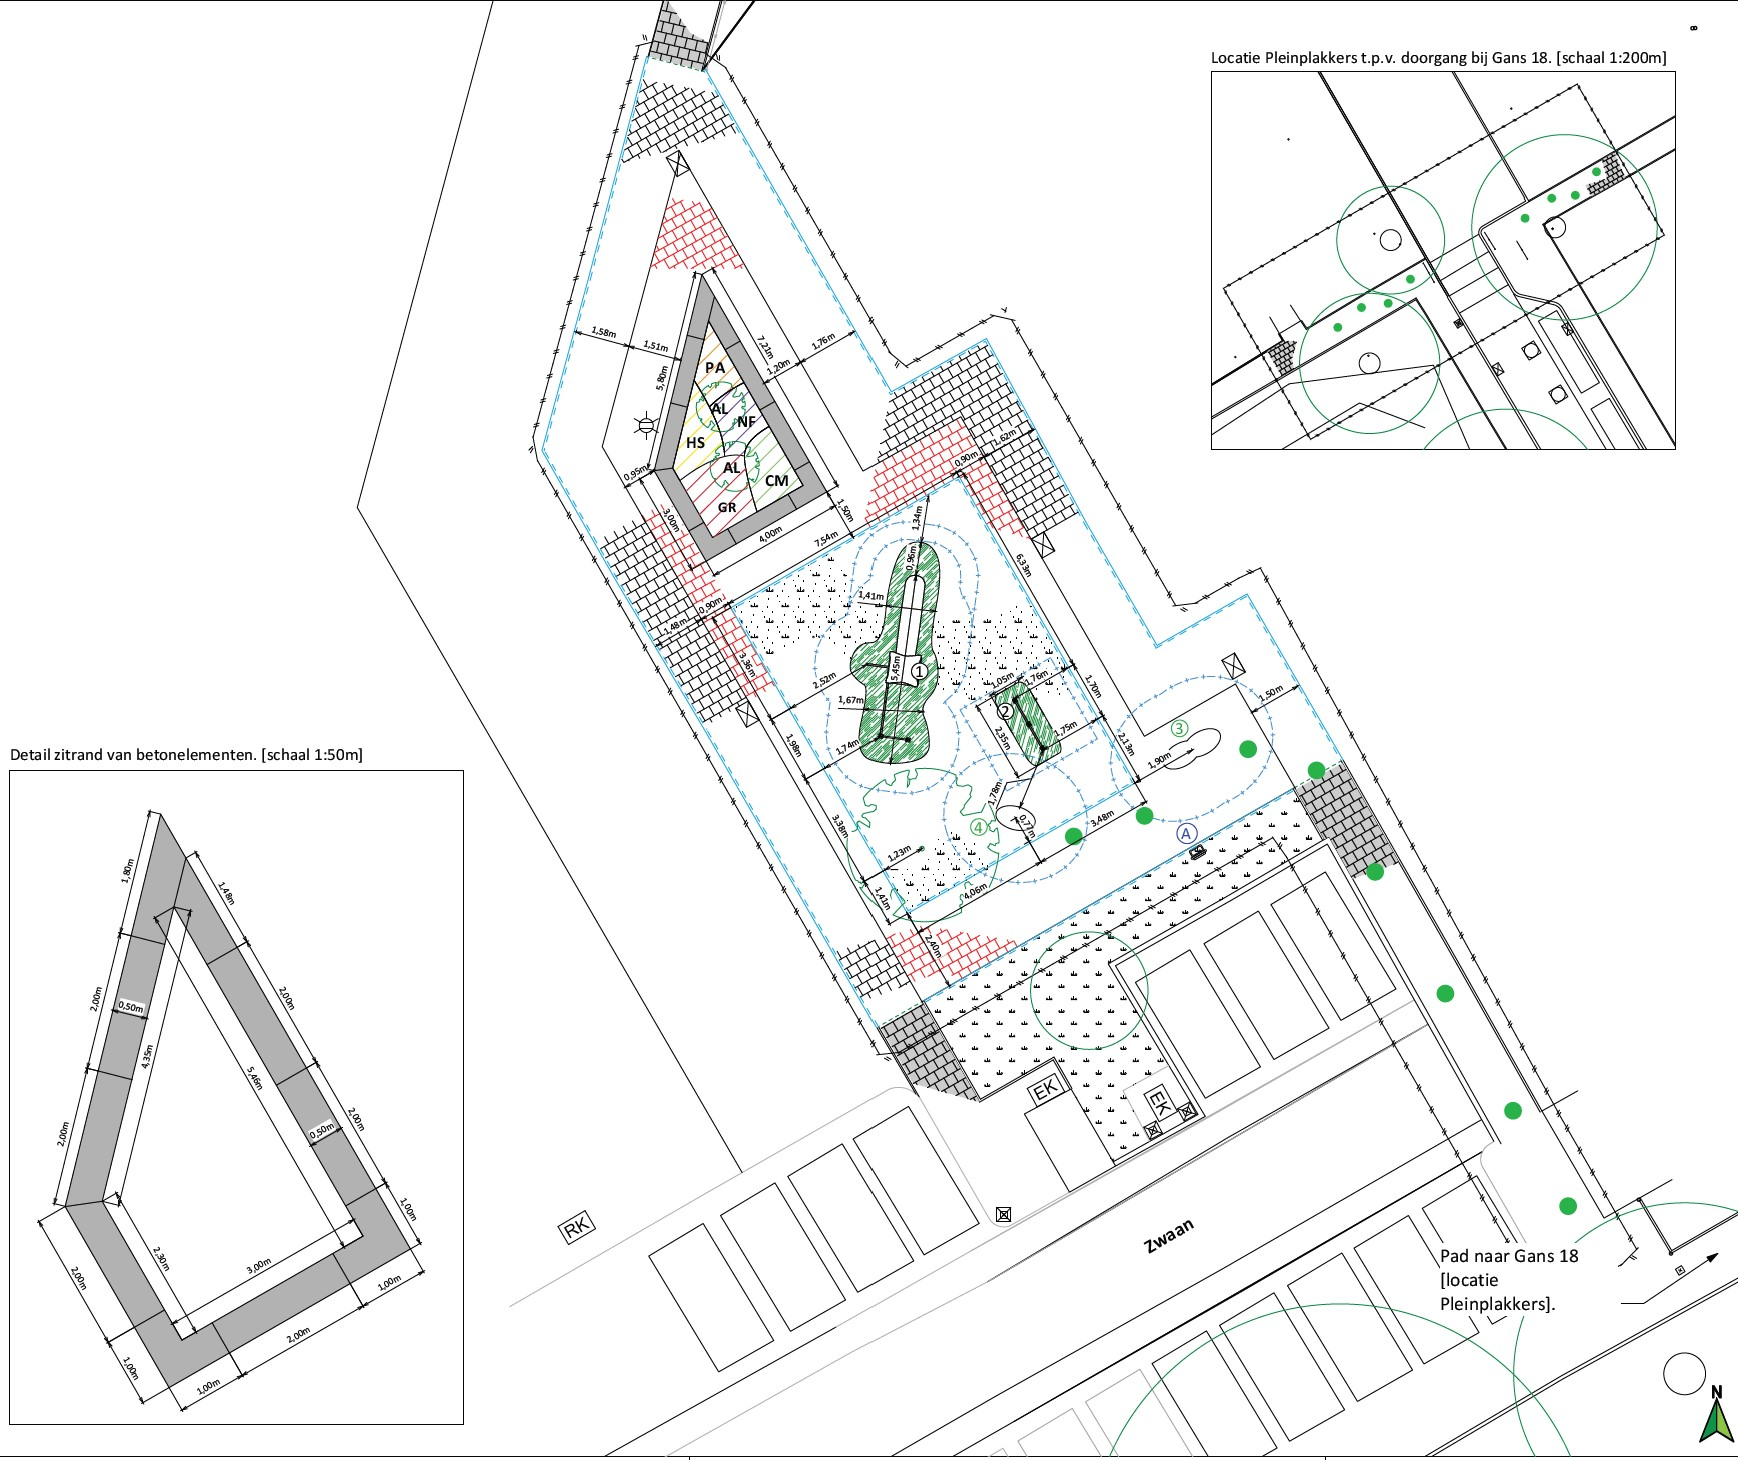 8
Locatie Pleinplakkers t.p.v. doorgang bij Gans 18. [schaal 1:200m]
1,58m
1,51m
7,21m
1,76m
1,20m
5,80m
PA
AL
NF
HS
AL
CM
GR
0,95m
3,00m
4,00m
1,50m
7,54m
1,62m
0,90m
1,34m
0,96m
6,33m
1,41m
0,90m
1,48m
3,36m
2,52m
5,45m
1
1,67m
1,74m
1,98m
1,05m
1,76m
2
2,35m
1,75m
1,70m
2,13m
3
1,90m
1,50m
1,78m
0,77m
3,48m
4
A
3,38m
1,23m
1,41m
4,06m
2,40m
EK
EK
RK
Zwaan
Pad naar Gans 18
[locatie
Pleinplakkers].
N
Detail zitrand van betonelementen. [schaal 1:50m]
1,80m
1,48m
2,00m
0,50m
2,00m
4,35m
5,46m
2,00m
0,50m
2,00m
1,00m
2,30m
3,00m
2,00m
1,00m
2,00m
1,00m
1,00m